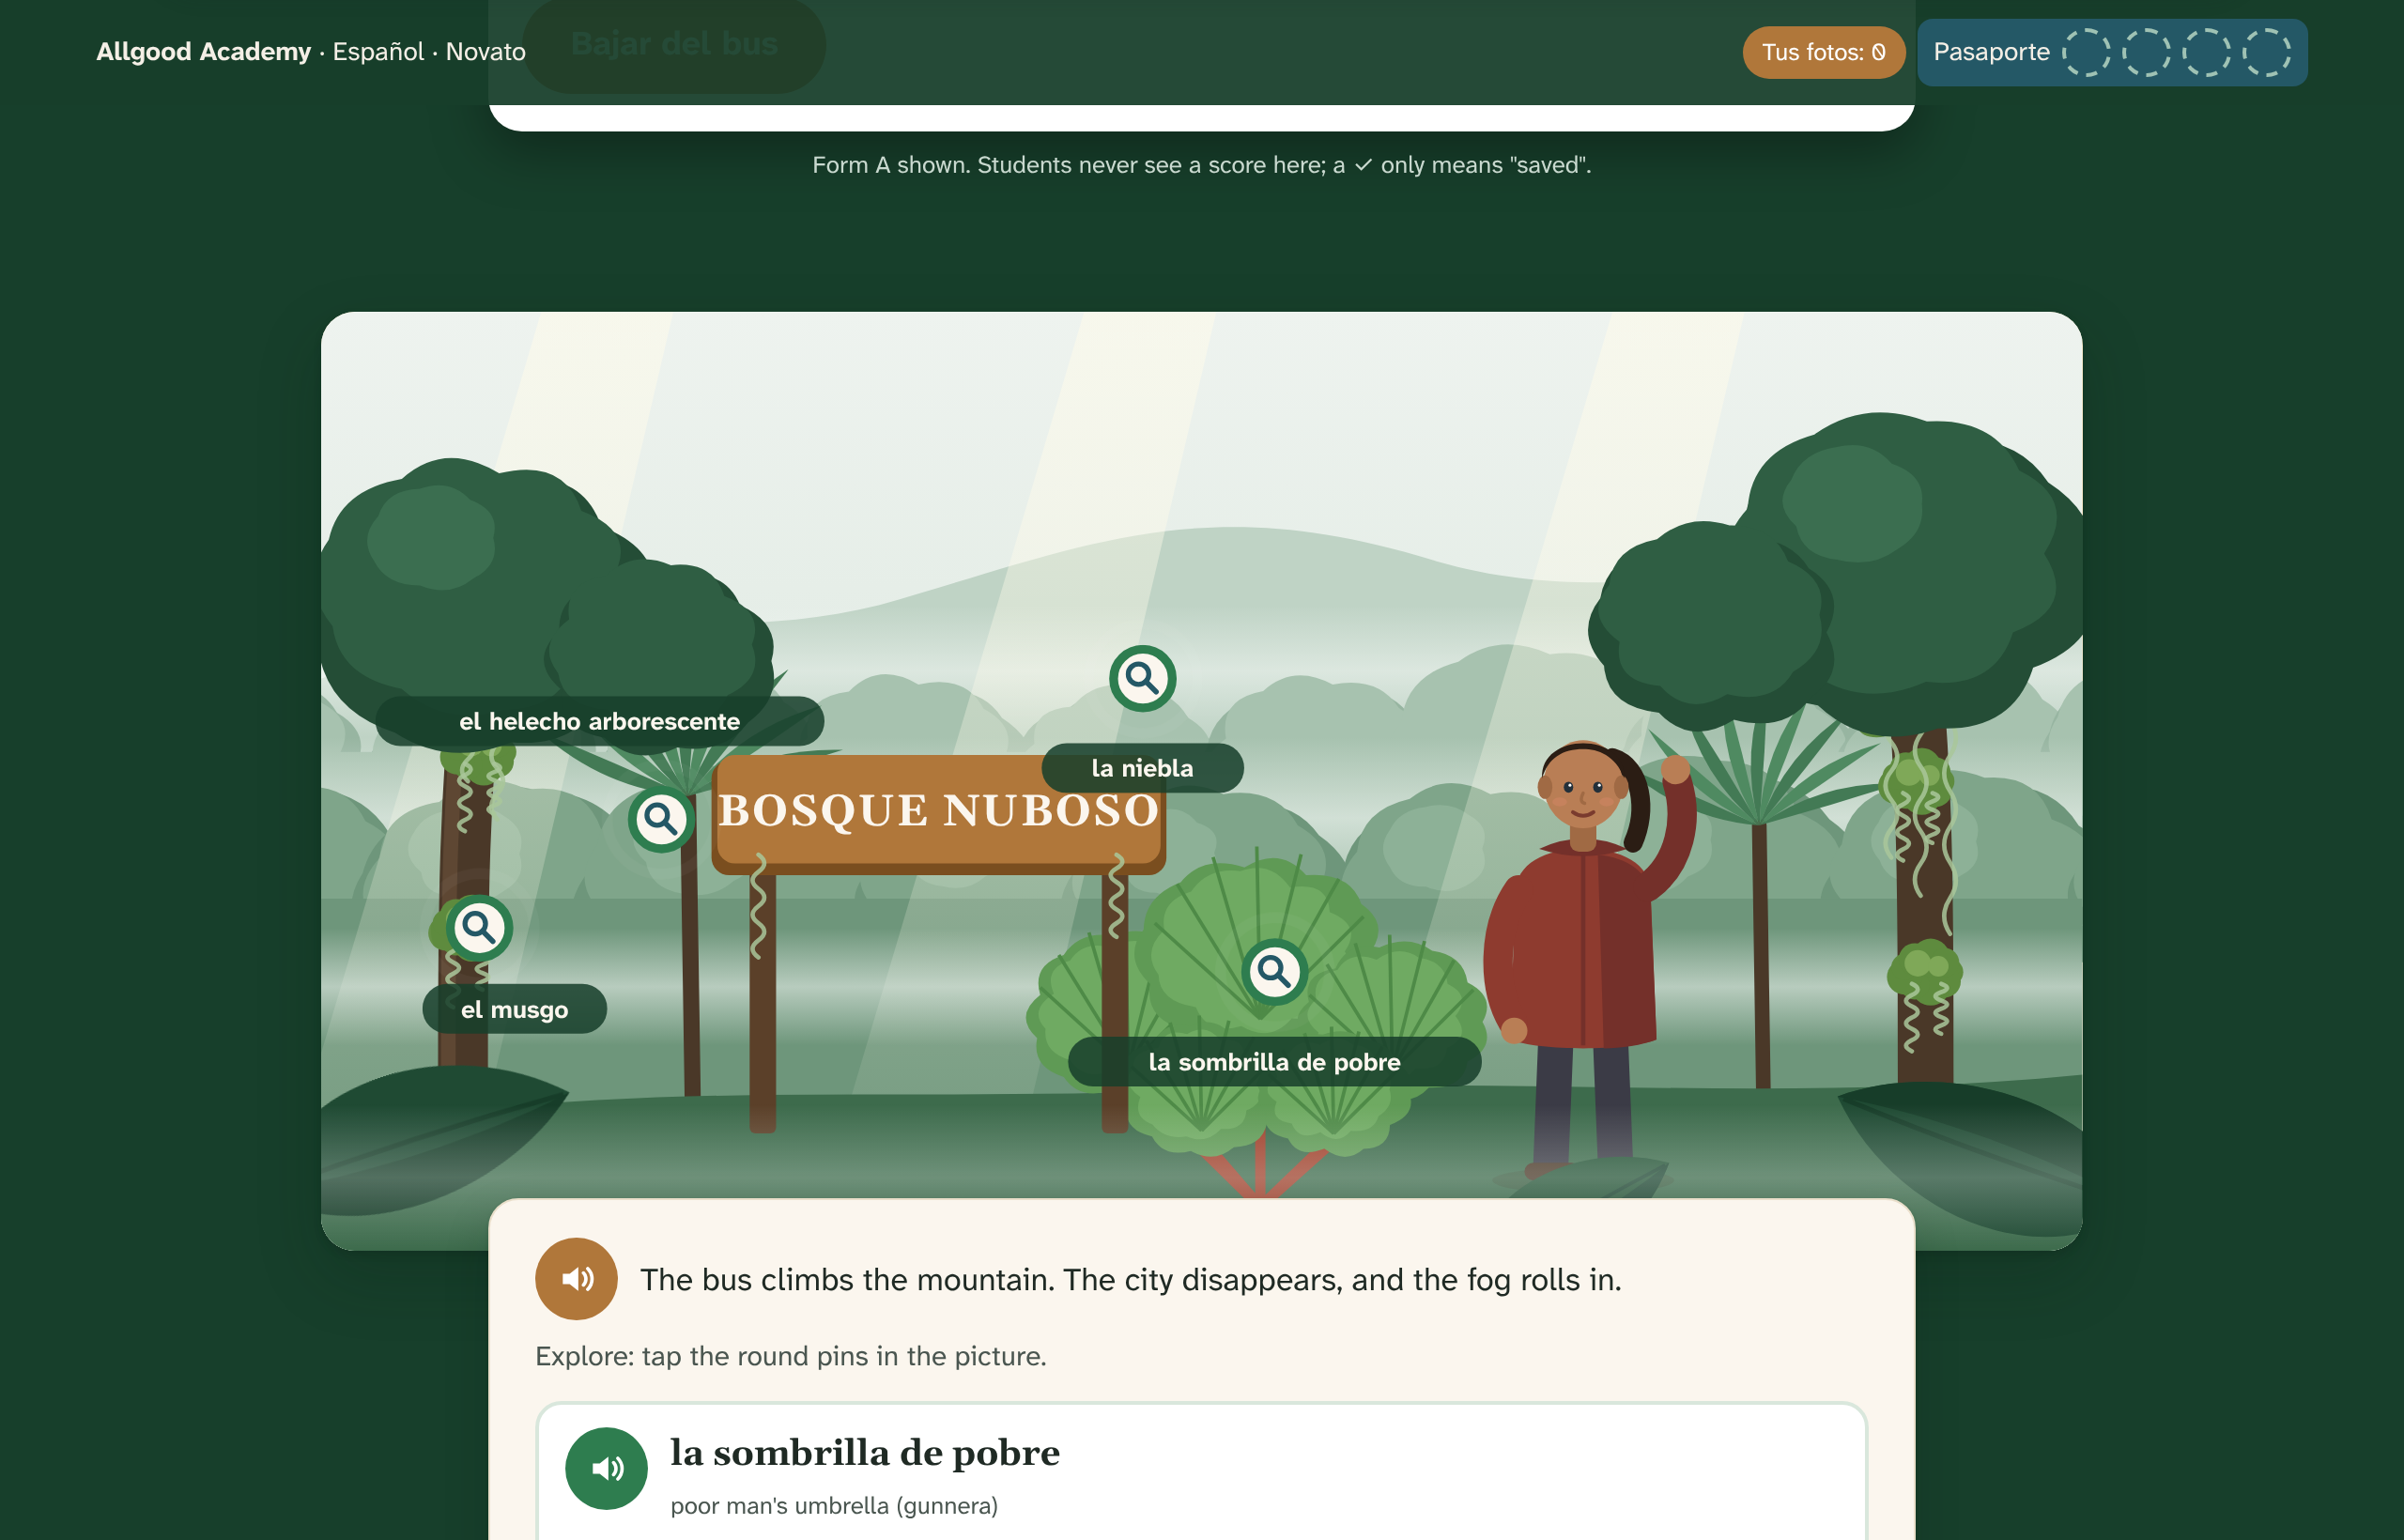 Bajar del bus
Allgood Academy · Español · Novato
Tus fotos: 0
Pasaporte
Form A shown. Students never see a score here; a ✓ only means "saved".
el helecho arborescente
la niebla
BOSQUE NUBOSO
el musgo
la sombrilla de pobre
The bus climbs the mountain. The city disappears, and the fog rolls in.
Explore: tap the round pins in the picture.
la sombrilla de pobre
poor man's umbrella (gunnera)